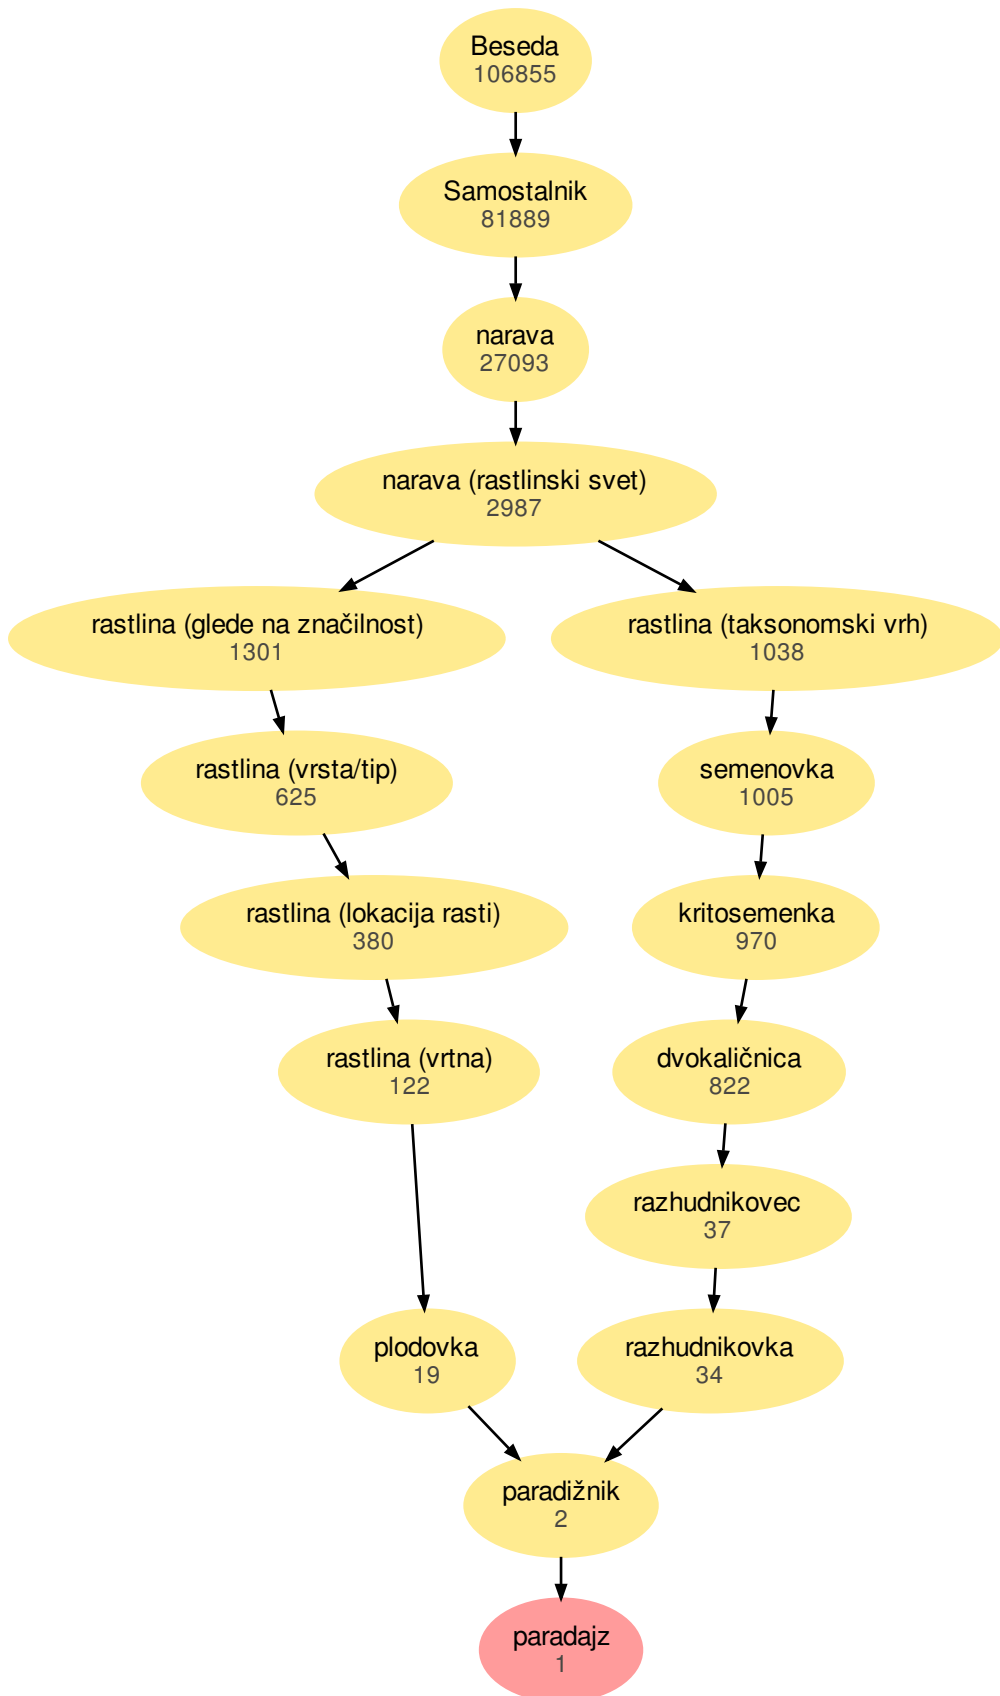 Beseda
106855
Samostalnik
81889
narava
27093
narava (rastlinski svet)
2987
rastlina (glede na značilnost)
1301
rastlina (taksonomski vrh)
1038
rastlina (vrsta/tip)
625
semenovka
1005
rastlina (lokacija rasti)
380
kritosemenka
970
rastlina (vrtna)
122
dvokaličnica
822
razhudnikovec
37
plodovka
19
razhudnikovka
34
paradižnik
2
paradajz
1